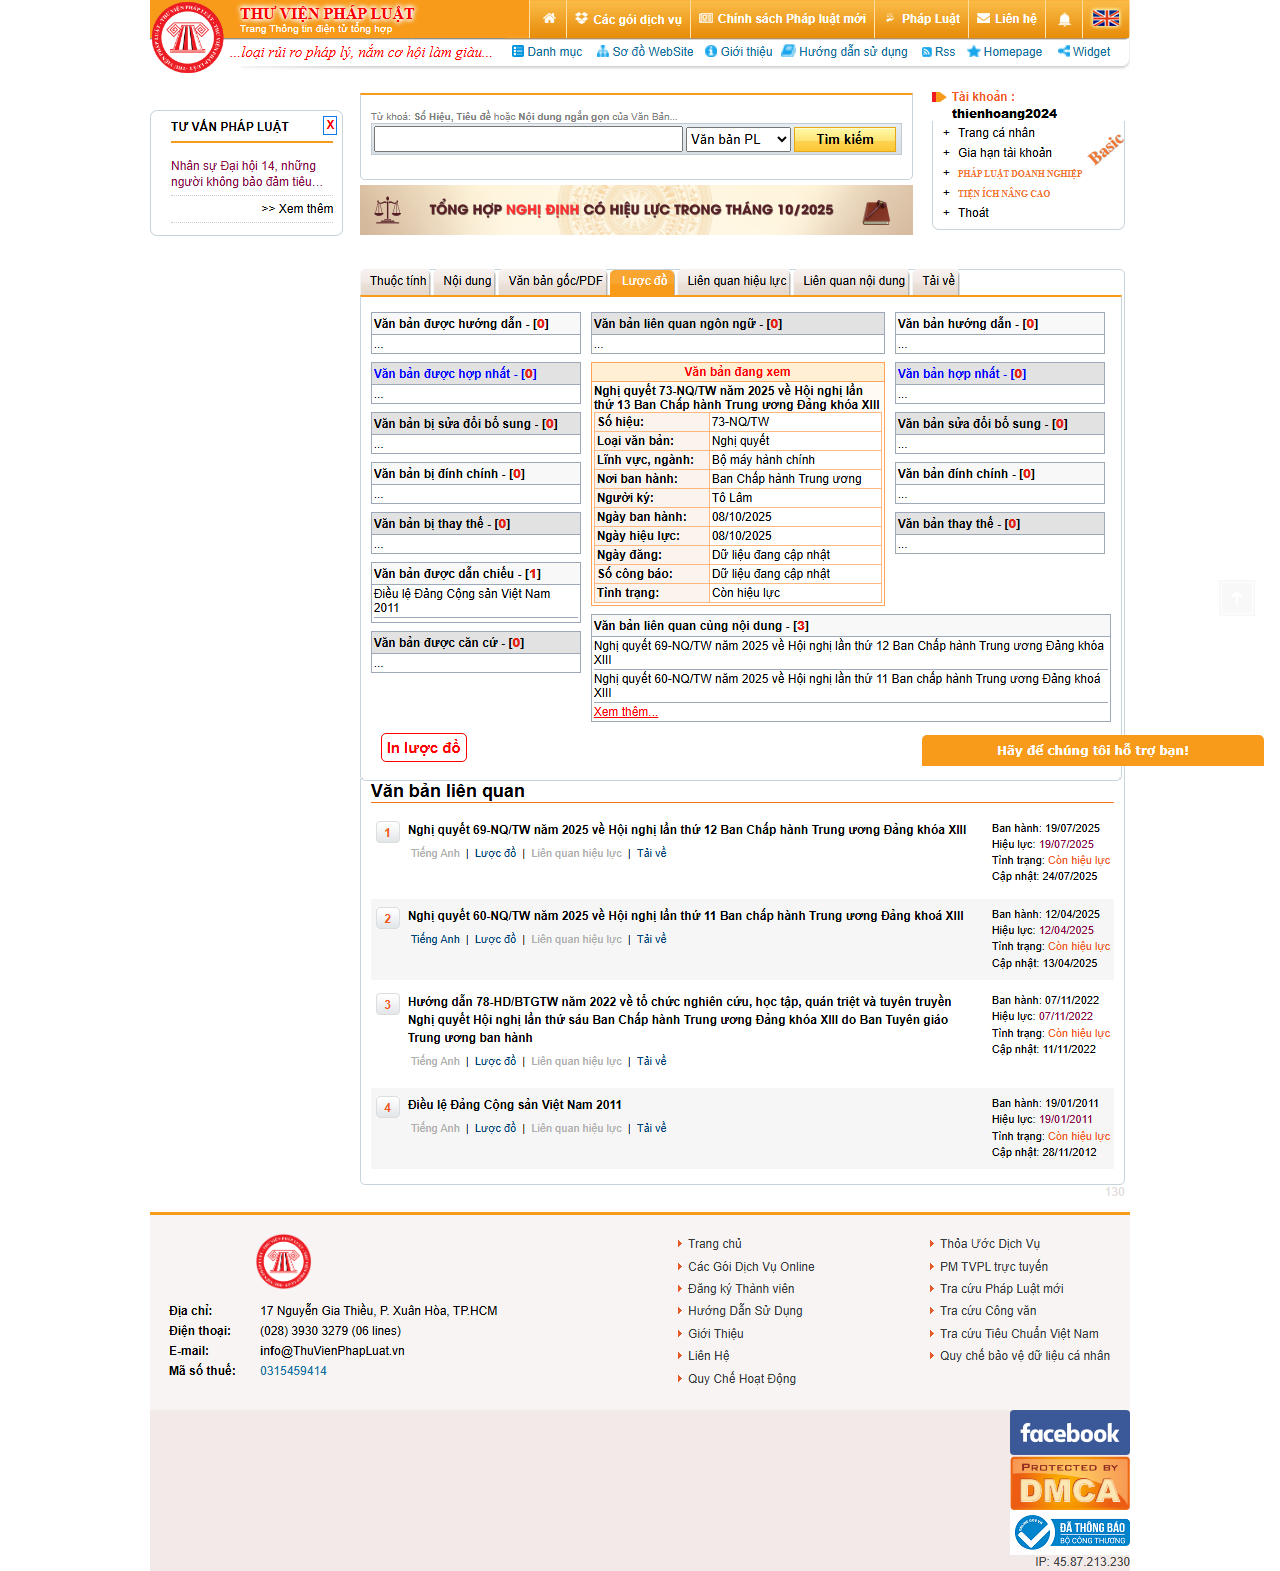 THƯ VIỆN PHÁP LUẬT
Trang Thông tin điện tử tổng hợp
Các gói dịch vụ
Chính sách Pháp luật mới
Pháp Luật
Liên hệ
...loại rủi ro pháp lý, nắm cơ hội làm giàu...
Danh mục
Sơ đồ WebSite
Giới thiệu
Hướng dẫn sử dụng
Rss
Homepage
Widget
TƯ VẤN PHÁP LUẬT
X
Nhân sự Đại hội 14, những
người không bảo đảm tiêu…
>> Xem thêm
Từ khoá: Số Hiệu, Tiêu đề hoặc Nội dung ngắn gọn của Văn Bản...
Văn bản PL
Tìm kiếm
TỔNG HỢP NGHỊ ĐỊNH CÓ HIỆU LỰC TRONG THÁNG 10/2025
Tài khoản :
thienhoang2024
+ Trang cá nhân
+ Gia hạn tài khoản
+ PHÁP LUẬT DOANH NGHIỆP
+ TIỆN ÍCH NÂNG CAO
+ Thoát
Basic
Thuộc tính
Nội dung
Văn bản gốc/PDF
Lược đồ
Liên quan hiệu lực
Liên quan nội dung
Tải về
Văn bản được hướng dẫn - [0]
...
Văn bản được hợp nhất - [0]
...
Văn bản bị sửa đổi bổ sung - [0]
...
Văn bản bị đính chính - [0]
...
Văn bản bị thay thế - [0]
...
Văn bản được dẫn chiếu - [1]
Điều lệ Đảng Cộng sản Việt Nam
2011
Văn bản được căn cứ - [0]
...
Văn bản liên quan ngôn ngữ - [0]
...
Văn bản đang xem
Nghị quyết 73-NQ/TW năm 2025 về Hội nghị lần
thứ 13 Ban Chấp hành Trung ương Đảng khóa XIII
Số hiệu: 73-NQ/TW
Loại văn bản: Nghị quyết
Lĩnh vực, ngành: Bộ máy hành chính
Nơi ban hành: Ban Chấp hành Trung ương
Người ký: Tô Lâm
Ngày ban hành: 08/10/2025
Ngày hiệu lực: 08/10/2025
Ngày đăng: Dữ liệu đang cập nhật
Số công báo: Dữ liệu đang cập nhật
Tình trạng: Còn hiệu lực
Văn bản hướng dẫn - [0]
...
Văn bản hợp nhất - [0]
...
Văn bản sửa đổi bổ sung - [0]
...
Văn bản đính chính - [0]
...
Văn bản thay thế - [0]
...
Văn bản liên quan cùng nội dung - [3]
Nghị quyết 69-NQ/TW năm 2025 về Hội nghị lần thứ 12 Ban Chấp hành Trung ương Đảng khóa
XIII
Nghị quyết 60-NQ/TW năm 2025 về Hội nghị lần thứ 11 Ban chấp hành Trung ương Đảng khoá
XIII
Xem thêm...
In lược đồ
Hãy để chúng tôi hỗ trợ bạn!
Văn bản liên quan
1
Nghị quyết 69-NQ/TW năm 2025 về Hội nghị lần thứ 12 Ban Chấp hành Trung ương Đảng khóa XIII
Tiếng Anh | Lược đồ | Liên quan hiệu lực | Tải về
Ban hành: 19/07/2025
Hiệu lực: 19/07/2025
Tình trạng: Còn hiệu lực
Cập nhật: 24/07/2025
2
Nghị quyết 60-NQ/TW năm 2025 về Hội nghị lần thứ 11 Ban chấp hành Trung ương Đảng khoá XIII
Tiếng Anh | Lược đồ | Liên quan hiệu lực | Tải về
Ban hành: 12/04/2025
Hiệu lực: 12/04/2025
Tình trạng: Còn hiệu lực
Cập nhật: 13/04/2025
3
Hướng dẫn 78-HD/BTGTW năm 2022 về tổ chức nghiên cứu, học tập, quán triệt và tuyên truyền
Nghị quyết Hội nghị lần thứ sáu Ban Chấp hành Trung ương Đảng khóa XIII do Ban Tuyên giáo
Trung ương ban hành
Tiếng Anh | Lược đồ | Liên quan hiệu lực | Tải về
Ban hành: 07/11/2022
Hiệu lực: 07/11/2022
Tình trạng: Còn hiệu lực
Cập nhật: 11/11/2022
4
Điều lệ Đảng Cộng sản Việt Nam 2011
Tiếng Anh | Lược đồ | Liên quan hiệu lực | Tải về
Ban hành: 19/01/2011
Hiệu lực: 19/01/2011
Tình trạng: Còn hiệu lực
Cập nhật: 28/11/2012
130
Địa chỉ: 17 Nguyễn Gia Thiều, P. Xuân Hòa, TP.HCM
Điện thoại: (028) 3930 3279 (06 lines)
E-mail: info@ThuVienPhapLuat.vn
Mã số thuế: 0315459414
Trang chủ
Các Gói Dịch Vụ Online
Đăng ký Thành viên
Hướng Dẫn Sử Dụng
Giới Thiệu
Liên Hệ
Quy Chế Hoạt Động
Thỏa Ước Dịch Vụ
PM TVPL trực tuyến
Tra cứu Pháp Luật mới
Tra cứu Công văn
Tra cứu Tiêu Chuẩn Việt Nam
Quy chế bảo vệ dữ liệu cá nhân
facebook
PROTECTED BY
DMCA
ĐÃ THÔNG BÁO
BỘ CÔNG THƯƠNG
IP: 45.87.213.230